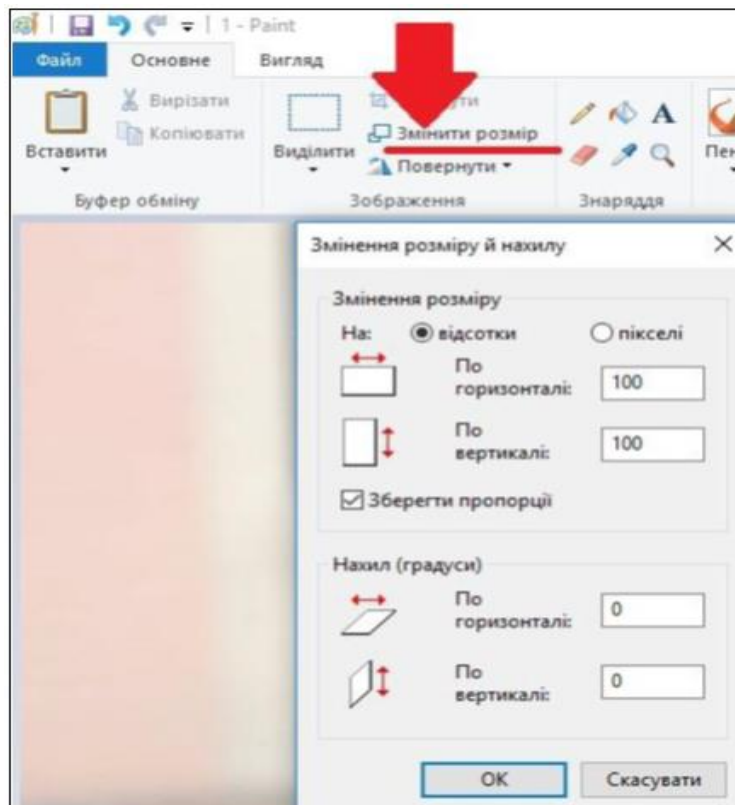 1 - Paint
Файл Основне Вигляд
Вирізати
Копіювати
Вставити
Буфер обміну
Виділити
Змінити розмір
Повернути
Зображення
A
Знаряддя
Змінення розміру й нахилу
Змінення розміру
На: відсотки пікселі
По
горизонталі: 100
По
вертикалі: 100
Зберегти пропорції
Нахил (градуси)
По
горизонталі: 0
По
вертикалі: 0
ОК Скасувати